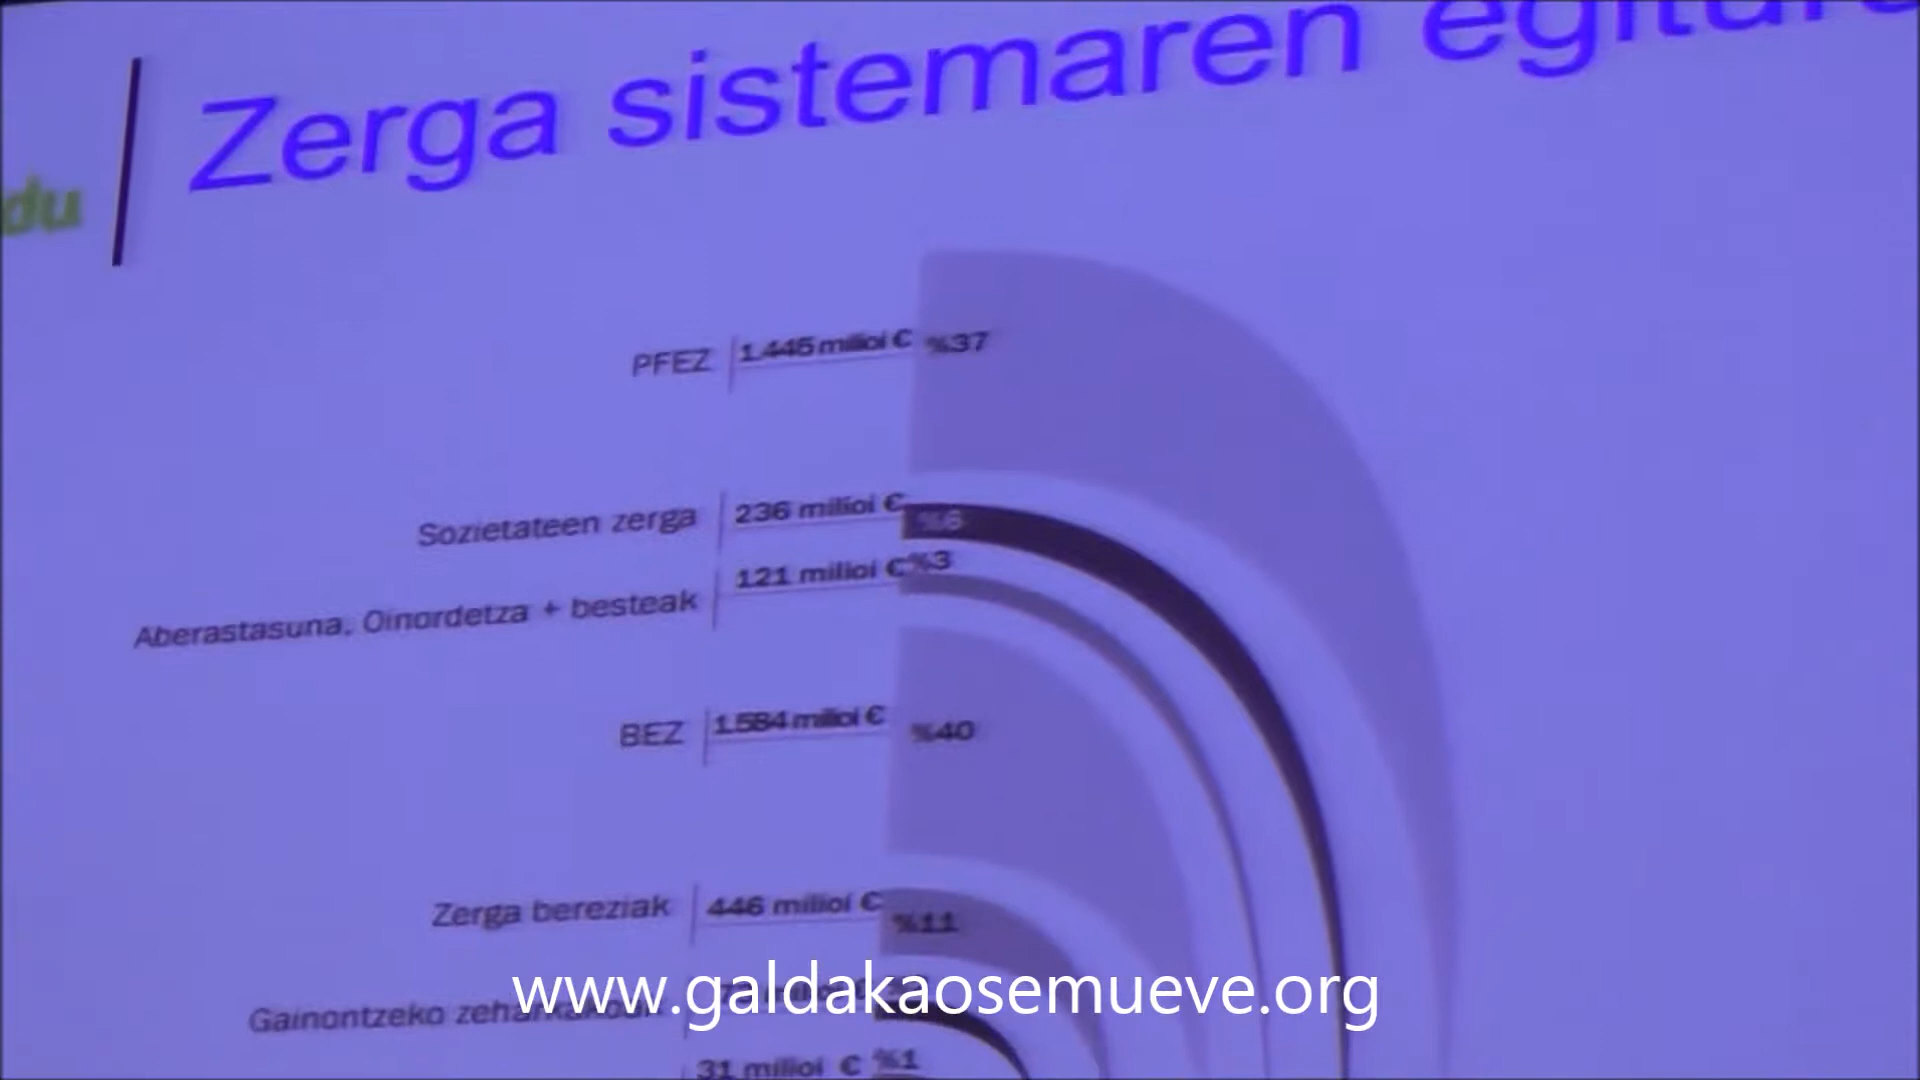 du
Zerga sistemaren
PFEZ 1.445 milioi € %37
Sozietateen zerga 236 milioi € %6
Aberastasuna, Oinordetza + besteak 121 milioi € %3
BEZ 1.584 milioi € %40
Zerga bereziak 446 milioi € %11
Gainontzeko
www.galdakaosemueve.org
31 milioi € %1